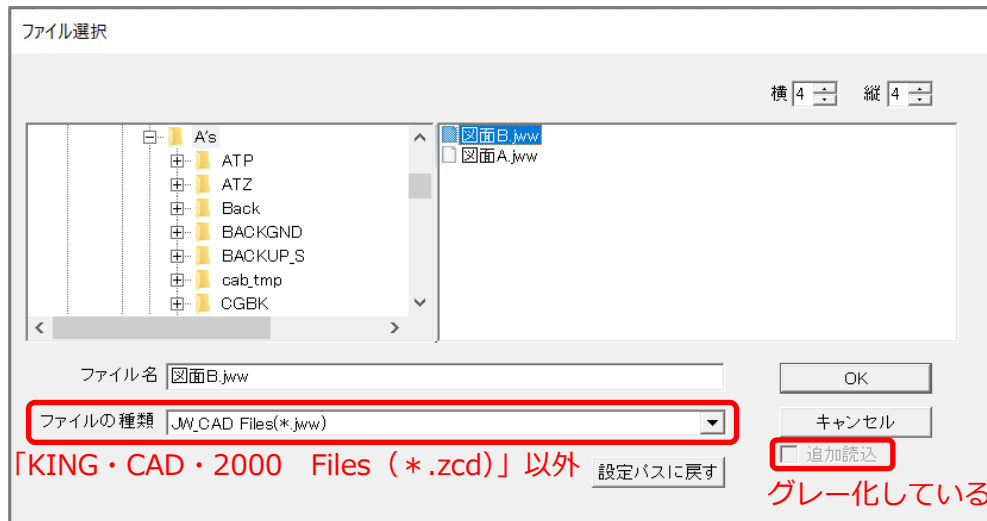 ファイル選択
横 4 縦 4
A's
ATP
ATZ
Back
BACKGND
BACKUP_S
cab_tmp
CGBK
図面B.jww
図面A.jww
ファイル名 図面B.jww
OK
ファイルの種類 JW_CAD Files(*.jww)
キャンセル
「KING・CAD・2000 Files（＊.zcd）」以外
設定パスに戻す
追加読込
グレー化している